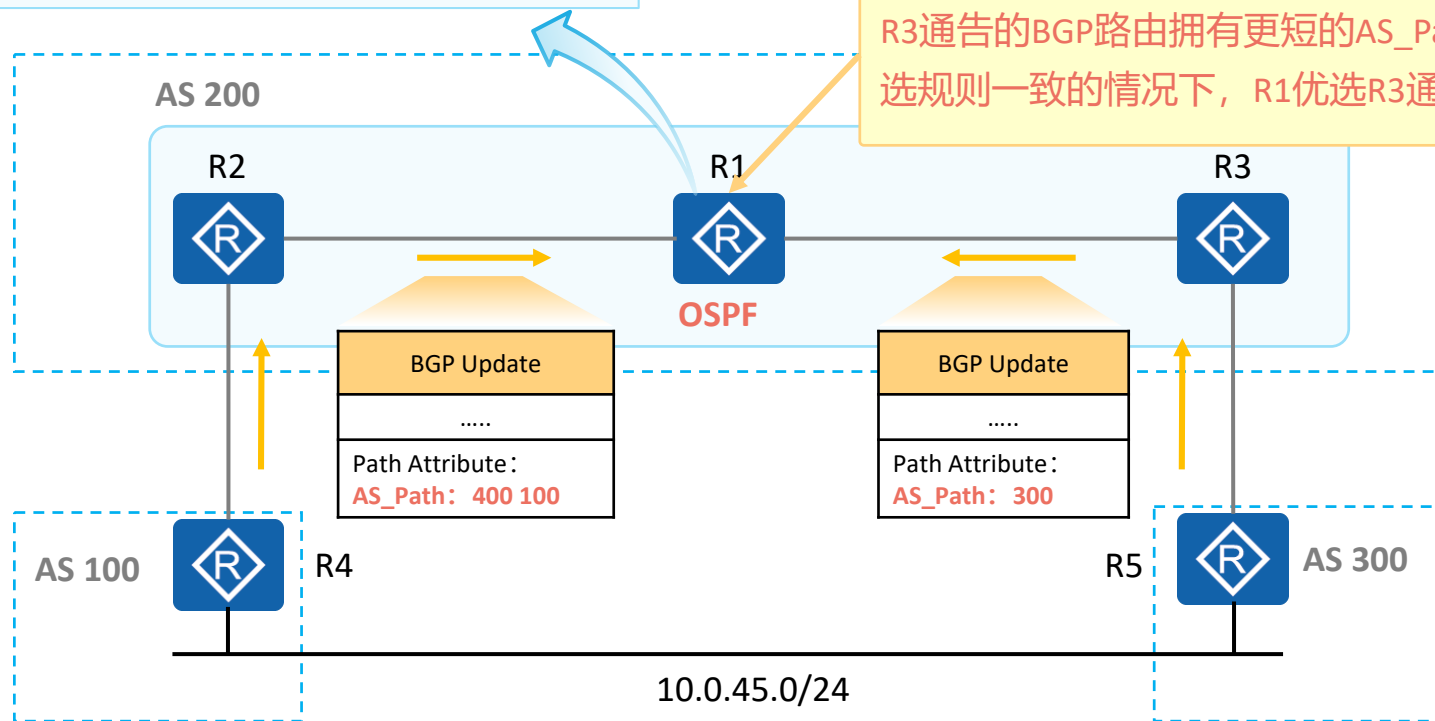 R3通告的BGP路由拥有更短的AS_Pa
选规则一致的情况下，R1优选R3通
AS 200
R2
R1
R3
R
R
R
OSPF
BGP Update
.....
Path Attribute：
AS_Path： 400 100
BGP Update
.....
Path Attribute：
AS_Path： 300
AS 100
R
R4
R5
R
AS 300
10.0.45.0/24